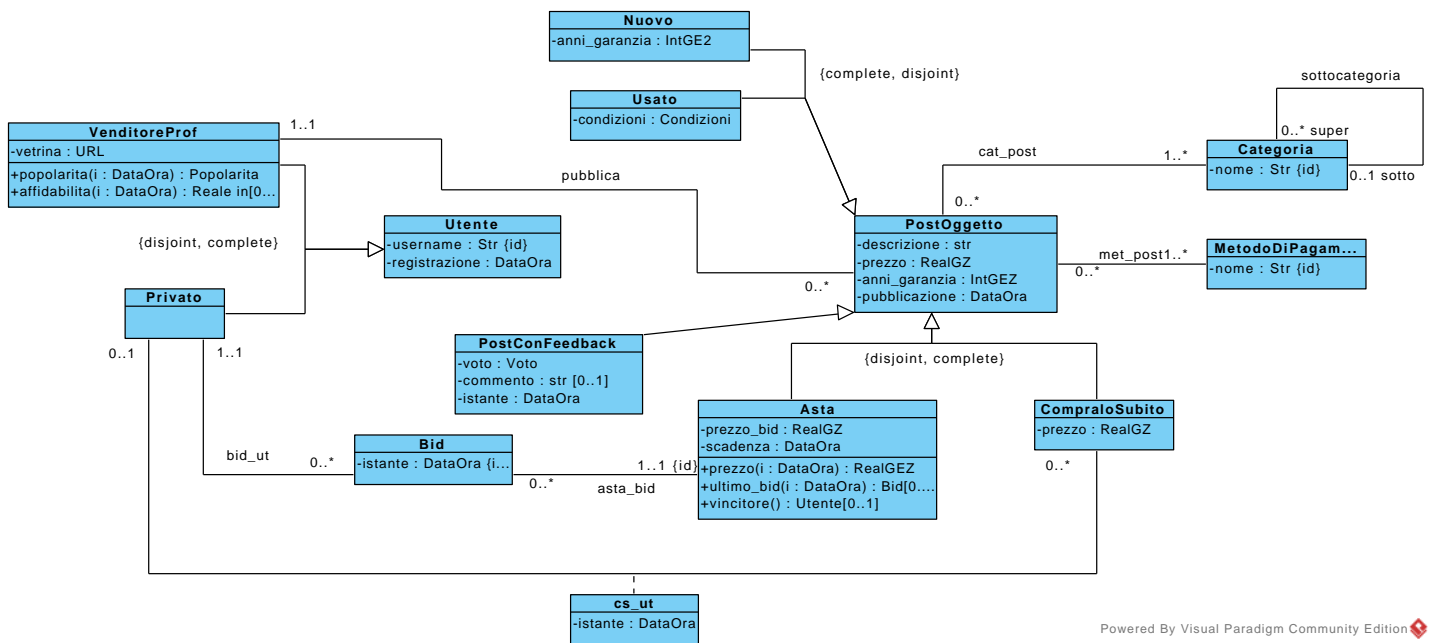 Nuovo
-anni_garanzia : IntGE2
{complete, disjoint}
Usato
-condizioni : Condizioni
sottocategoria
0..* super
Categoria
-nome : Str {id}
0..1 sotto
1..*
cat_post
0..*
VenditoreProf
-vetrina : URL
+popolarita(i : DataOra) : Popolarita
+affidabilita(i : DataOra) : Reale in[0...
1..1
pubblica
0..*
{disjoint, complete}
Utente
-username : Str {id}
-registrazione : DataOra
PostOggetto
-descrizione : str
-prezzo : RealGZ
-anni_garanzia : IntGEZ
-pubblicazione : DataOra
met_post1..*
0..*
MetodoDiPagam...
-nome : Str {id}
Privato
0..1
1..1
PostConFeedback
-voto : Voto
-commento : str [0..1]
-istante : DataOra
{disjoint, complete}
Asta
-prezzo_bid : RealGZ
-scadenza : DataOra
+prezzo(i : DataOra) : RealGEZ
+ultimo_bid(i : DataOra) : Bid[0....
+vincitore() : Utente[0..1]
CompraloSubito
-prezzo : RealGZ
0..*
bid_ut
0..*
Bid
-istante : DataOra {i...
0..*
1..1 {id}
asta_bid
cs_ut
-istante : DataOra
Powered By Visual Paradigm Community Edition